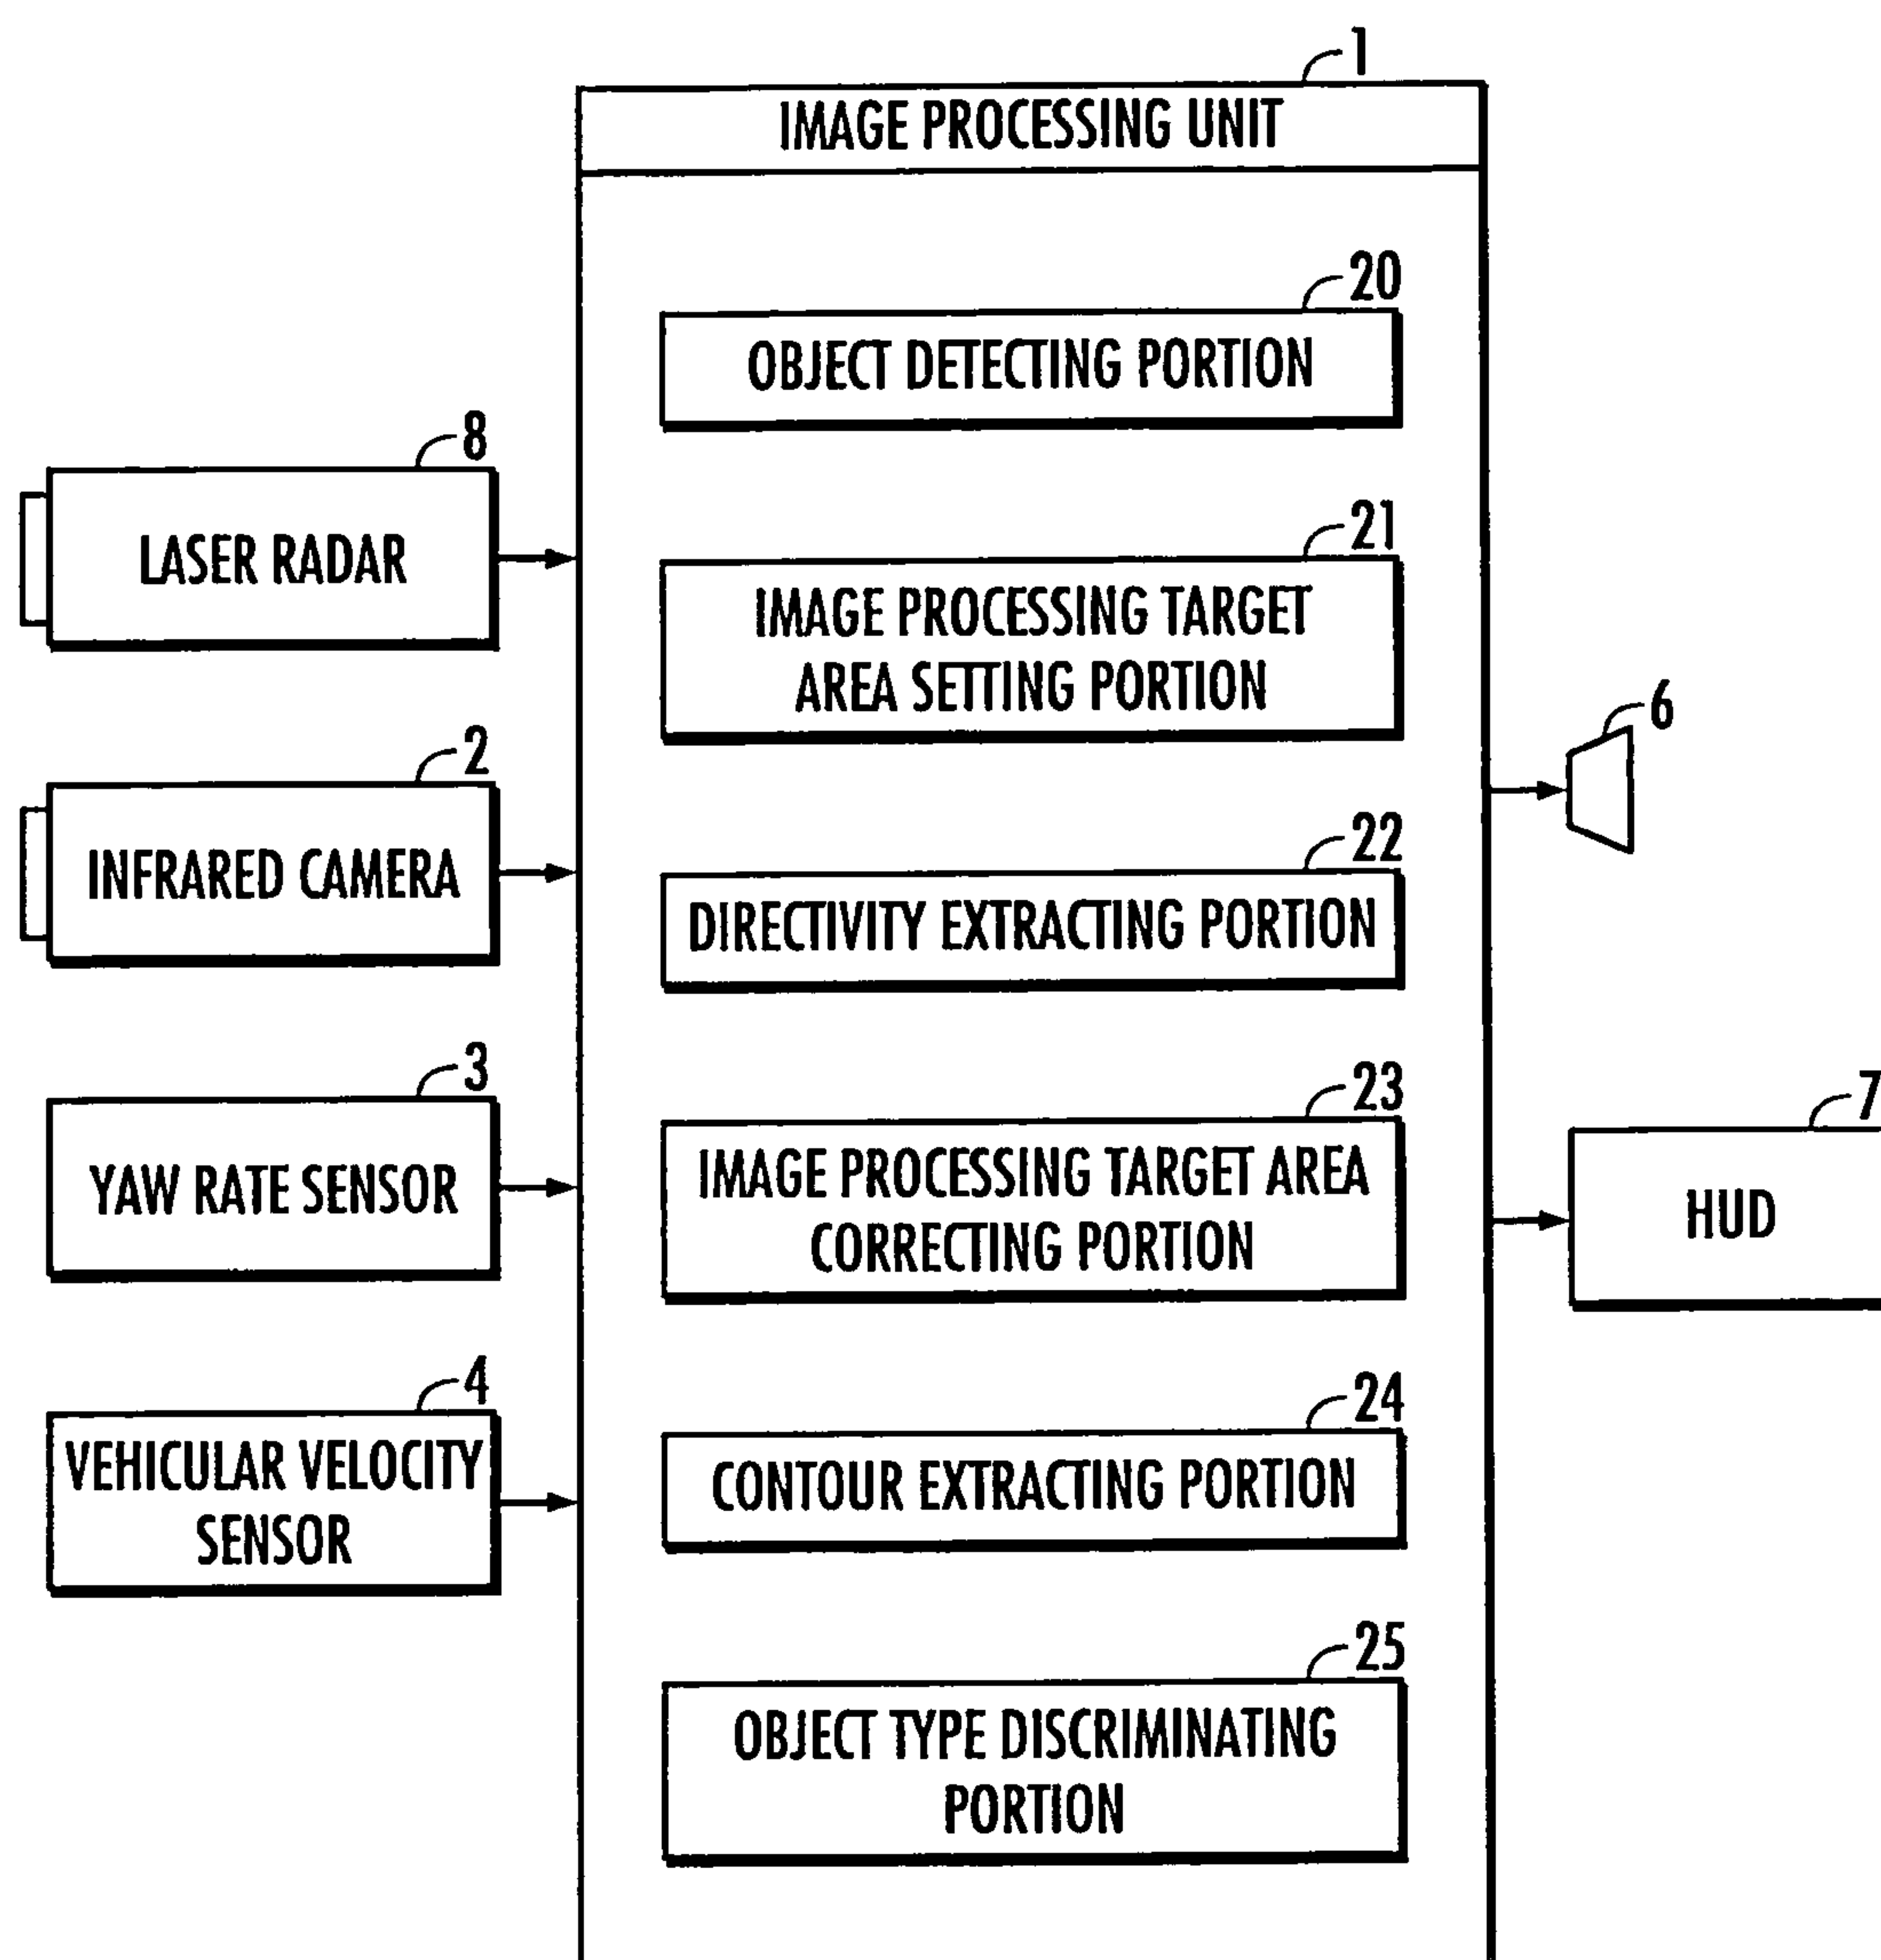 1
IMAGE PROCESSING UNIT
20
OBJECT DETECTING PORTION
8
LASER RADAR
21
IMAGE PROCESSING TARGET
AREA SETTING PORTION
6
2
INFRARED CAMERA
22
DIRECTIVITY EXTRACTING PORTION
3
YAW RATE SENSOR
23
IMAGE PROCESSING TARGET AREA
CORRECTING PORTION
7
HUD
4
VEHICULAR VELOCITY
SENSOR
24
CONTOUR EXTRACTING PORTION
25
OBJECT TYPE DISCRIMINATING
PORTION